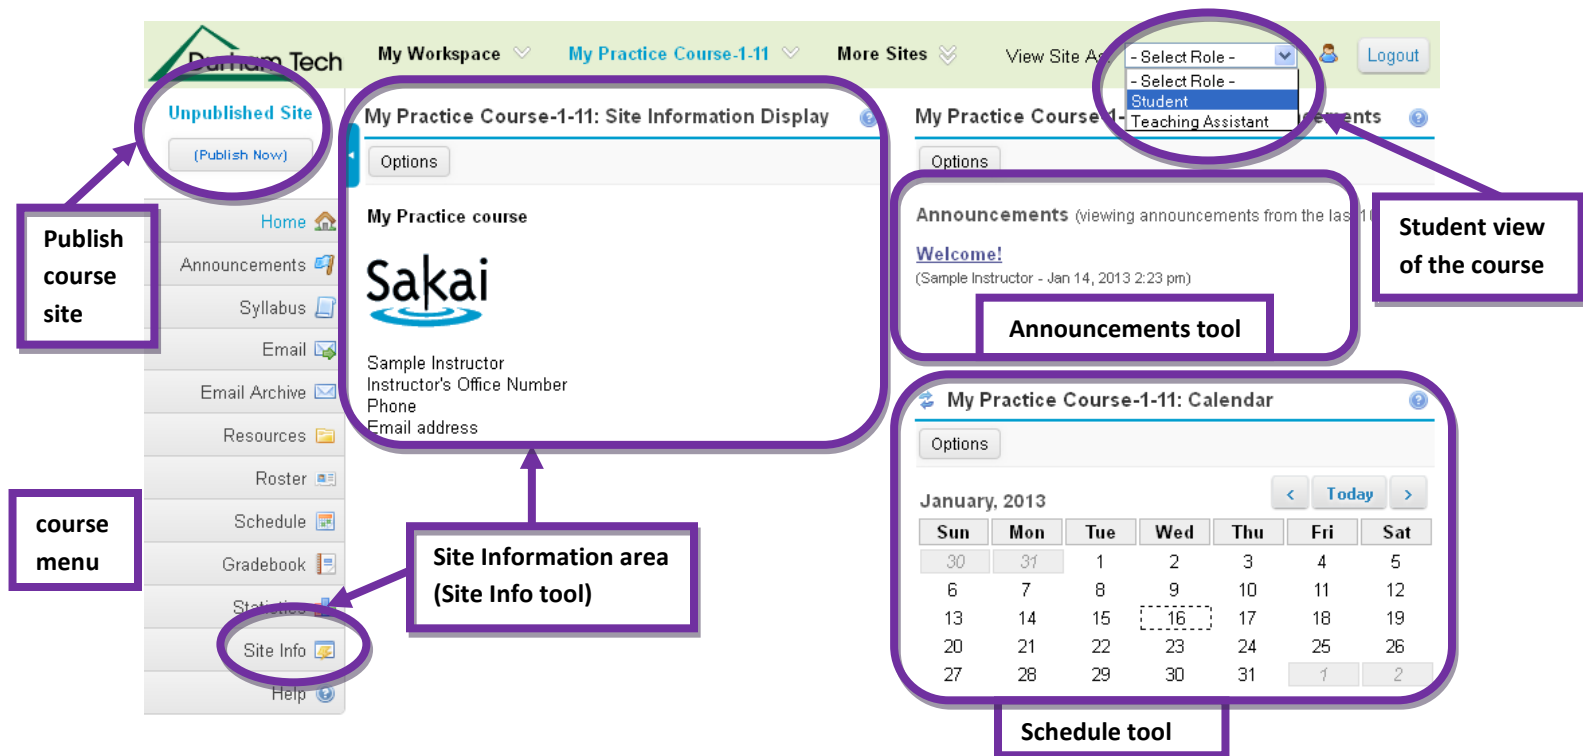 Durham Tech
My Workspace
My Practice Course-1-11
More Sites
View Site As:
- Select Role -
Logout
- Select Role -
Student
Teaching Assistant
Unpublished Site
(Publish Now)
Home
Announcements
Syllabus
Email
Email Archive
Resources
Roster
Schedule
Gradebook
Statistics
Site Info
Help
Publish
course
site
course
menu
My Practice Course-1-11: Site Information Display
Options
My Practice course
Sakai
Sample Instructor
Instructor's Office Number
Phone
Email address
Site Information area
(Site Info tool)
My Practice Course-1-
Options
Announcements (viewing announcements from the last 10
Welcome!
(Sample Instructor - Jan 14, 2013 2:23 pm)
Announcements tool
Student view
of the course
My Practice Course-1-11: Calendar
Options
January, 2013
< Today >
Sun Mon Tue Wed Thu Fri Sat
30 31 1 2 3 4 5
6 7 8 9 10 11 12
13 14 15 16 17 18 19
20 21 22 23 24 25 26
27 28 29 30 31 1 2
Schedule tool